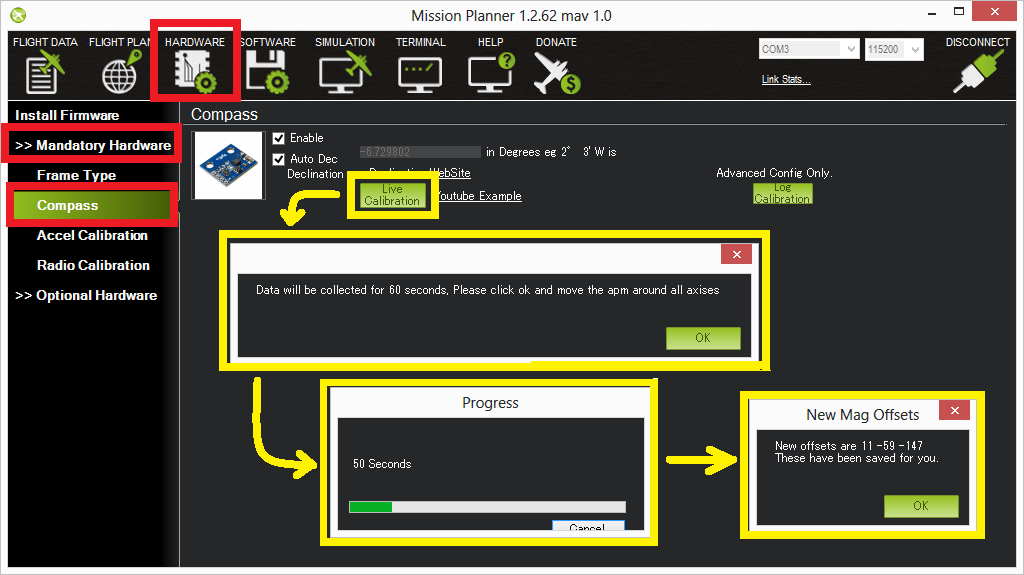 Mission Planner 1.2.62 mav 1.0
FLIGHT DATA
FLIGHT PLAN
HARDWARE
SOFTWARE
SIMULATION
TERMINAL
HELP
DONATE
COM3
115200
DISCONNECT
Link Stats...
Install Firmware
>> Mandatory Hardware
Frame Type
Compass
Accel Calibration
Radio Calibration
>> Optional Hardware
Compass
Enable
Auto Dec
-6.729802
in Degrees eg 2° 3' W is
Declination
Declination WebSite
Live
Calibration
Youtube Example
Advanced Config Only.
Log
Calibration
Data will be collected for 60 seconds, Please click ok and move the apm around all axises
OK
Progress
50 Seconds
Cancel
New Mag Offsets
New offsets are 11 -59 -147
These have been saved for you.
OK